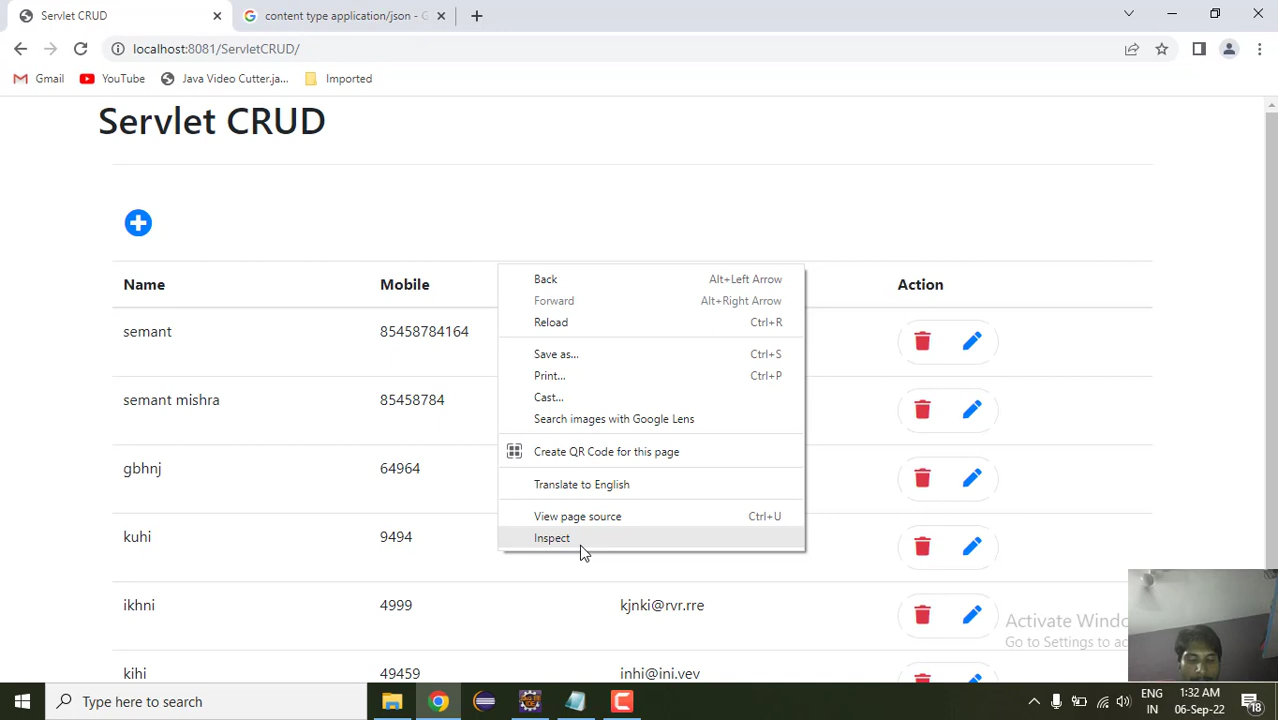 Servlet CRUD
content type application/json - G
localhost:8081/ServletCRUD/
Gmail
YouTube
Java Video Cutter.ja...
Imported
Servlet CRUD
Name Mobile Action
semant 85458784164
semant mishra 85458784
gbhnj 64964
kuhi 9494
ikhni 4999 kjnki@rvr.rre
kihi 49459 inhi@ini.vev
Back Alt+Left Arrow
Forward Alt+Right Arrow
Reload Ctrl+R
Save as... Ctrl+S
Print... Ctrl+P
Cast...
Search images with Google Lens
Create QR Code for this page
Translate to English
View page source Ctrl+U
Inspect
Activate Windo
Go to Settings to ac
Type here to search
ENG
IN
1:32 AM
06-Sep-22
18